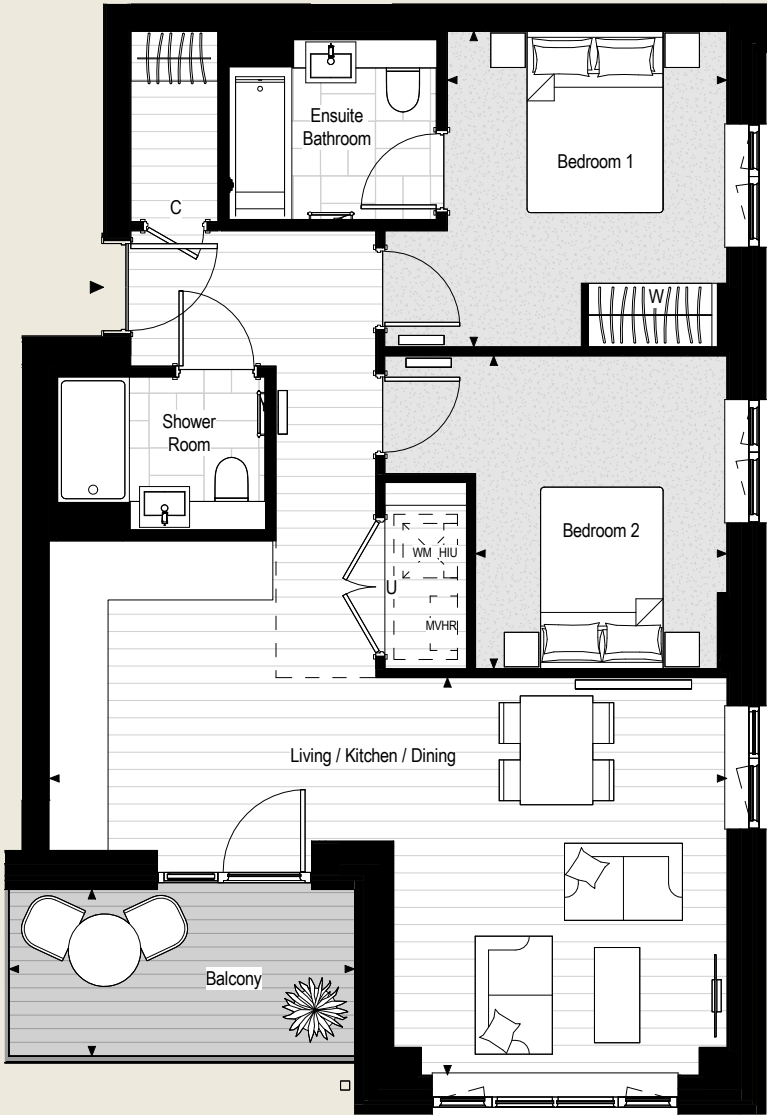 Ensuite
Bathroom
Bedroom 1
C
W
Shower
Room
Bedroom 2
WM HIU
U
MVHR
Living / Kitchen / Dining
Balcony